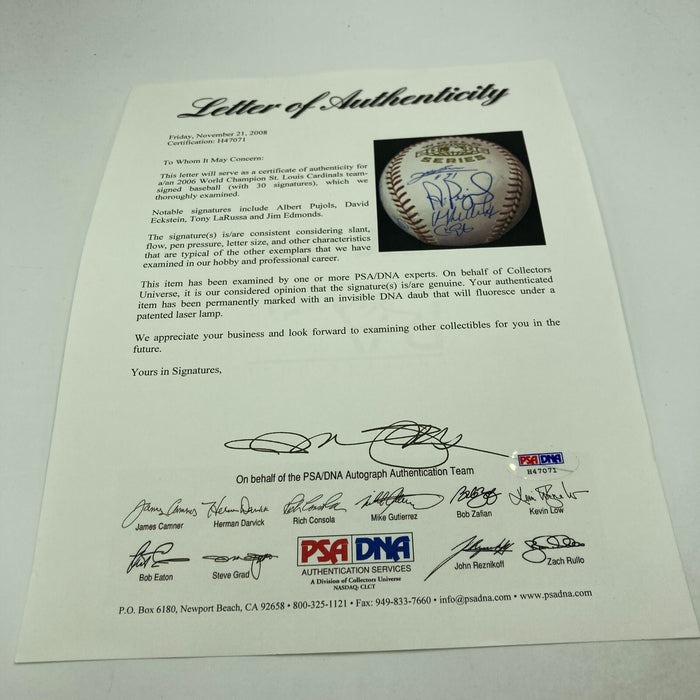 Letter of Authenticity
Friday, November 21, 2008
Certification: H47071
To Whom It May Concern:
This letter will serve as a certificate of authenticity for
a/an 2006 World Champion St. Louis Cardinals team-
signed baseball (with 30 signatures), which we
thoroughly examined.
Notable signatures include Albert Pujols, David
Eckstein, Tony LaRussa and Jim Edmonds.
The signature(s) is/are consistent considering slant,
flow, pen pressure, letter size, and other characteristics
that are typical of the other exemplars that we have
examined in our hobby and professional career.
SERIES
This item has been examined by one or more PSA/DNA experts. On behalf of Collectors
Universe, it is our considered opinion that the signature(s) is/are genuine. Your authenticated
item has been permanently marked with an invisible DNA daub that will fluoresce under a
patented laser lamp.
We appreciate your business and look forward to examining other collectibles for you in the
future.
Yours in Signatures,
On behalf of the PSA/DNA Autograph Authentication Team
PSA DNA
H47071
James Camner
Herman Darvick
Rich Consola
Mike Gutierrez
Bob Zafian
Kevin Low
Bob Eaton
Steve Grad
PSA DNA
AUTHENTICATION SERVICES
A Division of Collectors Universe
NASDAQ: CLCT
John Reznikoff
Zach Rullo
P.O. Box 6180, Newport Beach, CA 92658 • 800-325-1121 • Fax: 949-833-7660 • info@psadna.com • www.psadna.com